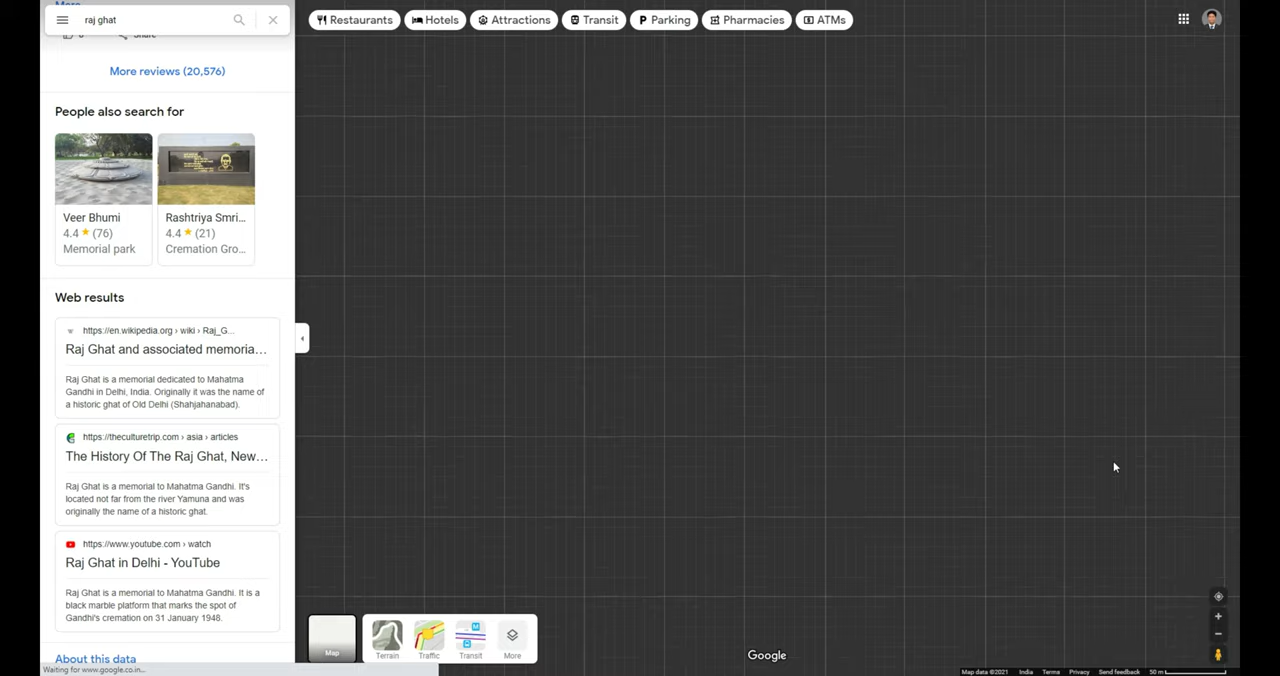 More
raj ghat
Restaurants
Hotels
Attractions
Transit
Parking
Pharmacies
ATMs
8
Share
More reviews (20,576)
People also search for
Veer Bhumi
4.4 ★ (76)
Memorial park
Rashtriya Smri...
4.4 ★ (21)
Cremation Gro...
Web results
https://en.wikipedia.org › wiki › Raj_G...
Raj Ghat and associated memoria...
Raj Ghat is a memorial dedicated to Mahatma
Gandhi in Delhi, India. Originally it was the name of
a historic ghat of Old Delhi (Shahjahanabad).
https://theculturetrip.com › asia › articles
The History Of The Raj Ghat, New...
Raj Ghat is a memorial to Mahatma Gandhi. It's
located not far from the river Yamuna and was
originally the name of a historic ghat.
https://www.youtube.com › watch
Raj Ghat in Delhi - YouTube
Raj Ghat is a memorial to Mahatma Gandhi. It is a
black marble platform that marks the spot of
Gandhi's cremation on 31 January 1948.
About this data
Waiting for www.google.co.in...
Map
Terrain
Traffic
Transit
More
Google
Map data ©2021
India
Terms
Privacy
Send feedback
50 m